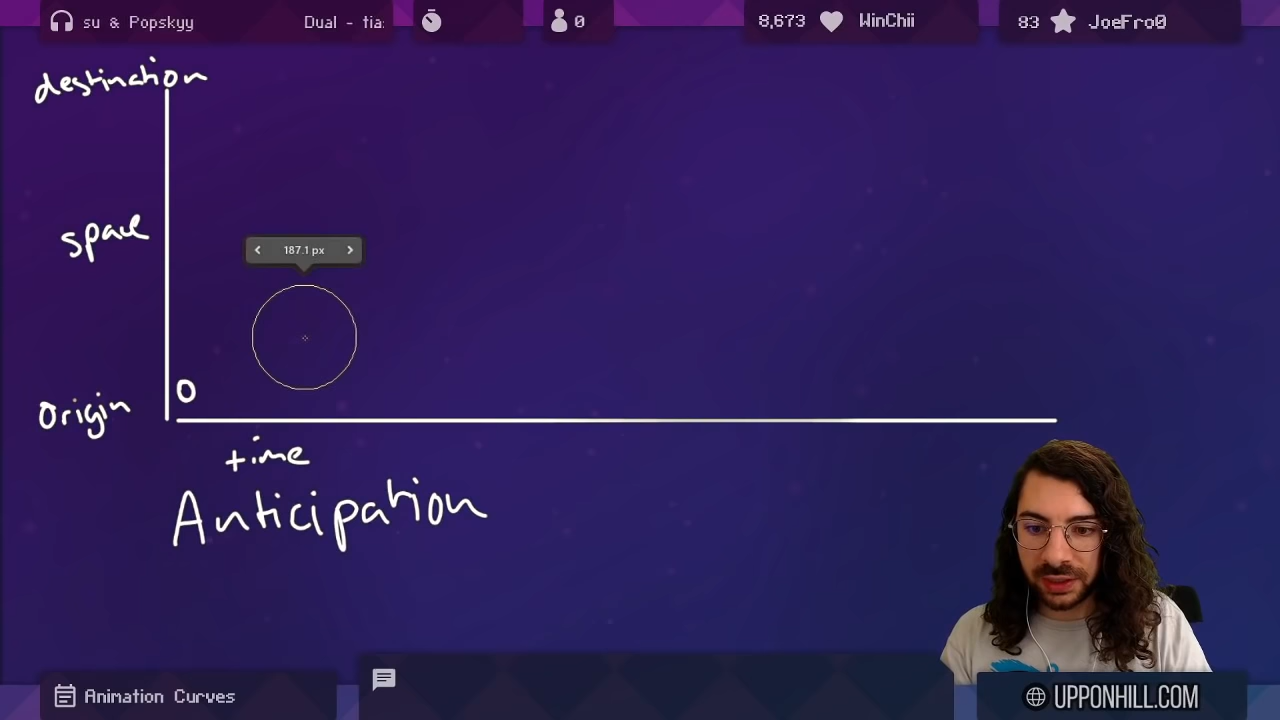 su & Popskyy Dual - tia:
0
8,673 WinChii
83 JoeFro0
destination
space
187.1 px
0
Origin
time
Anticipation
Animation Curves
UPPONHILL.COM